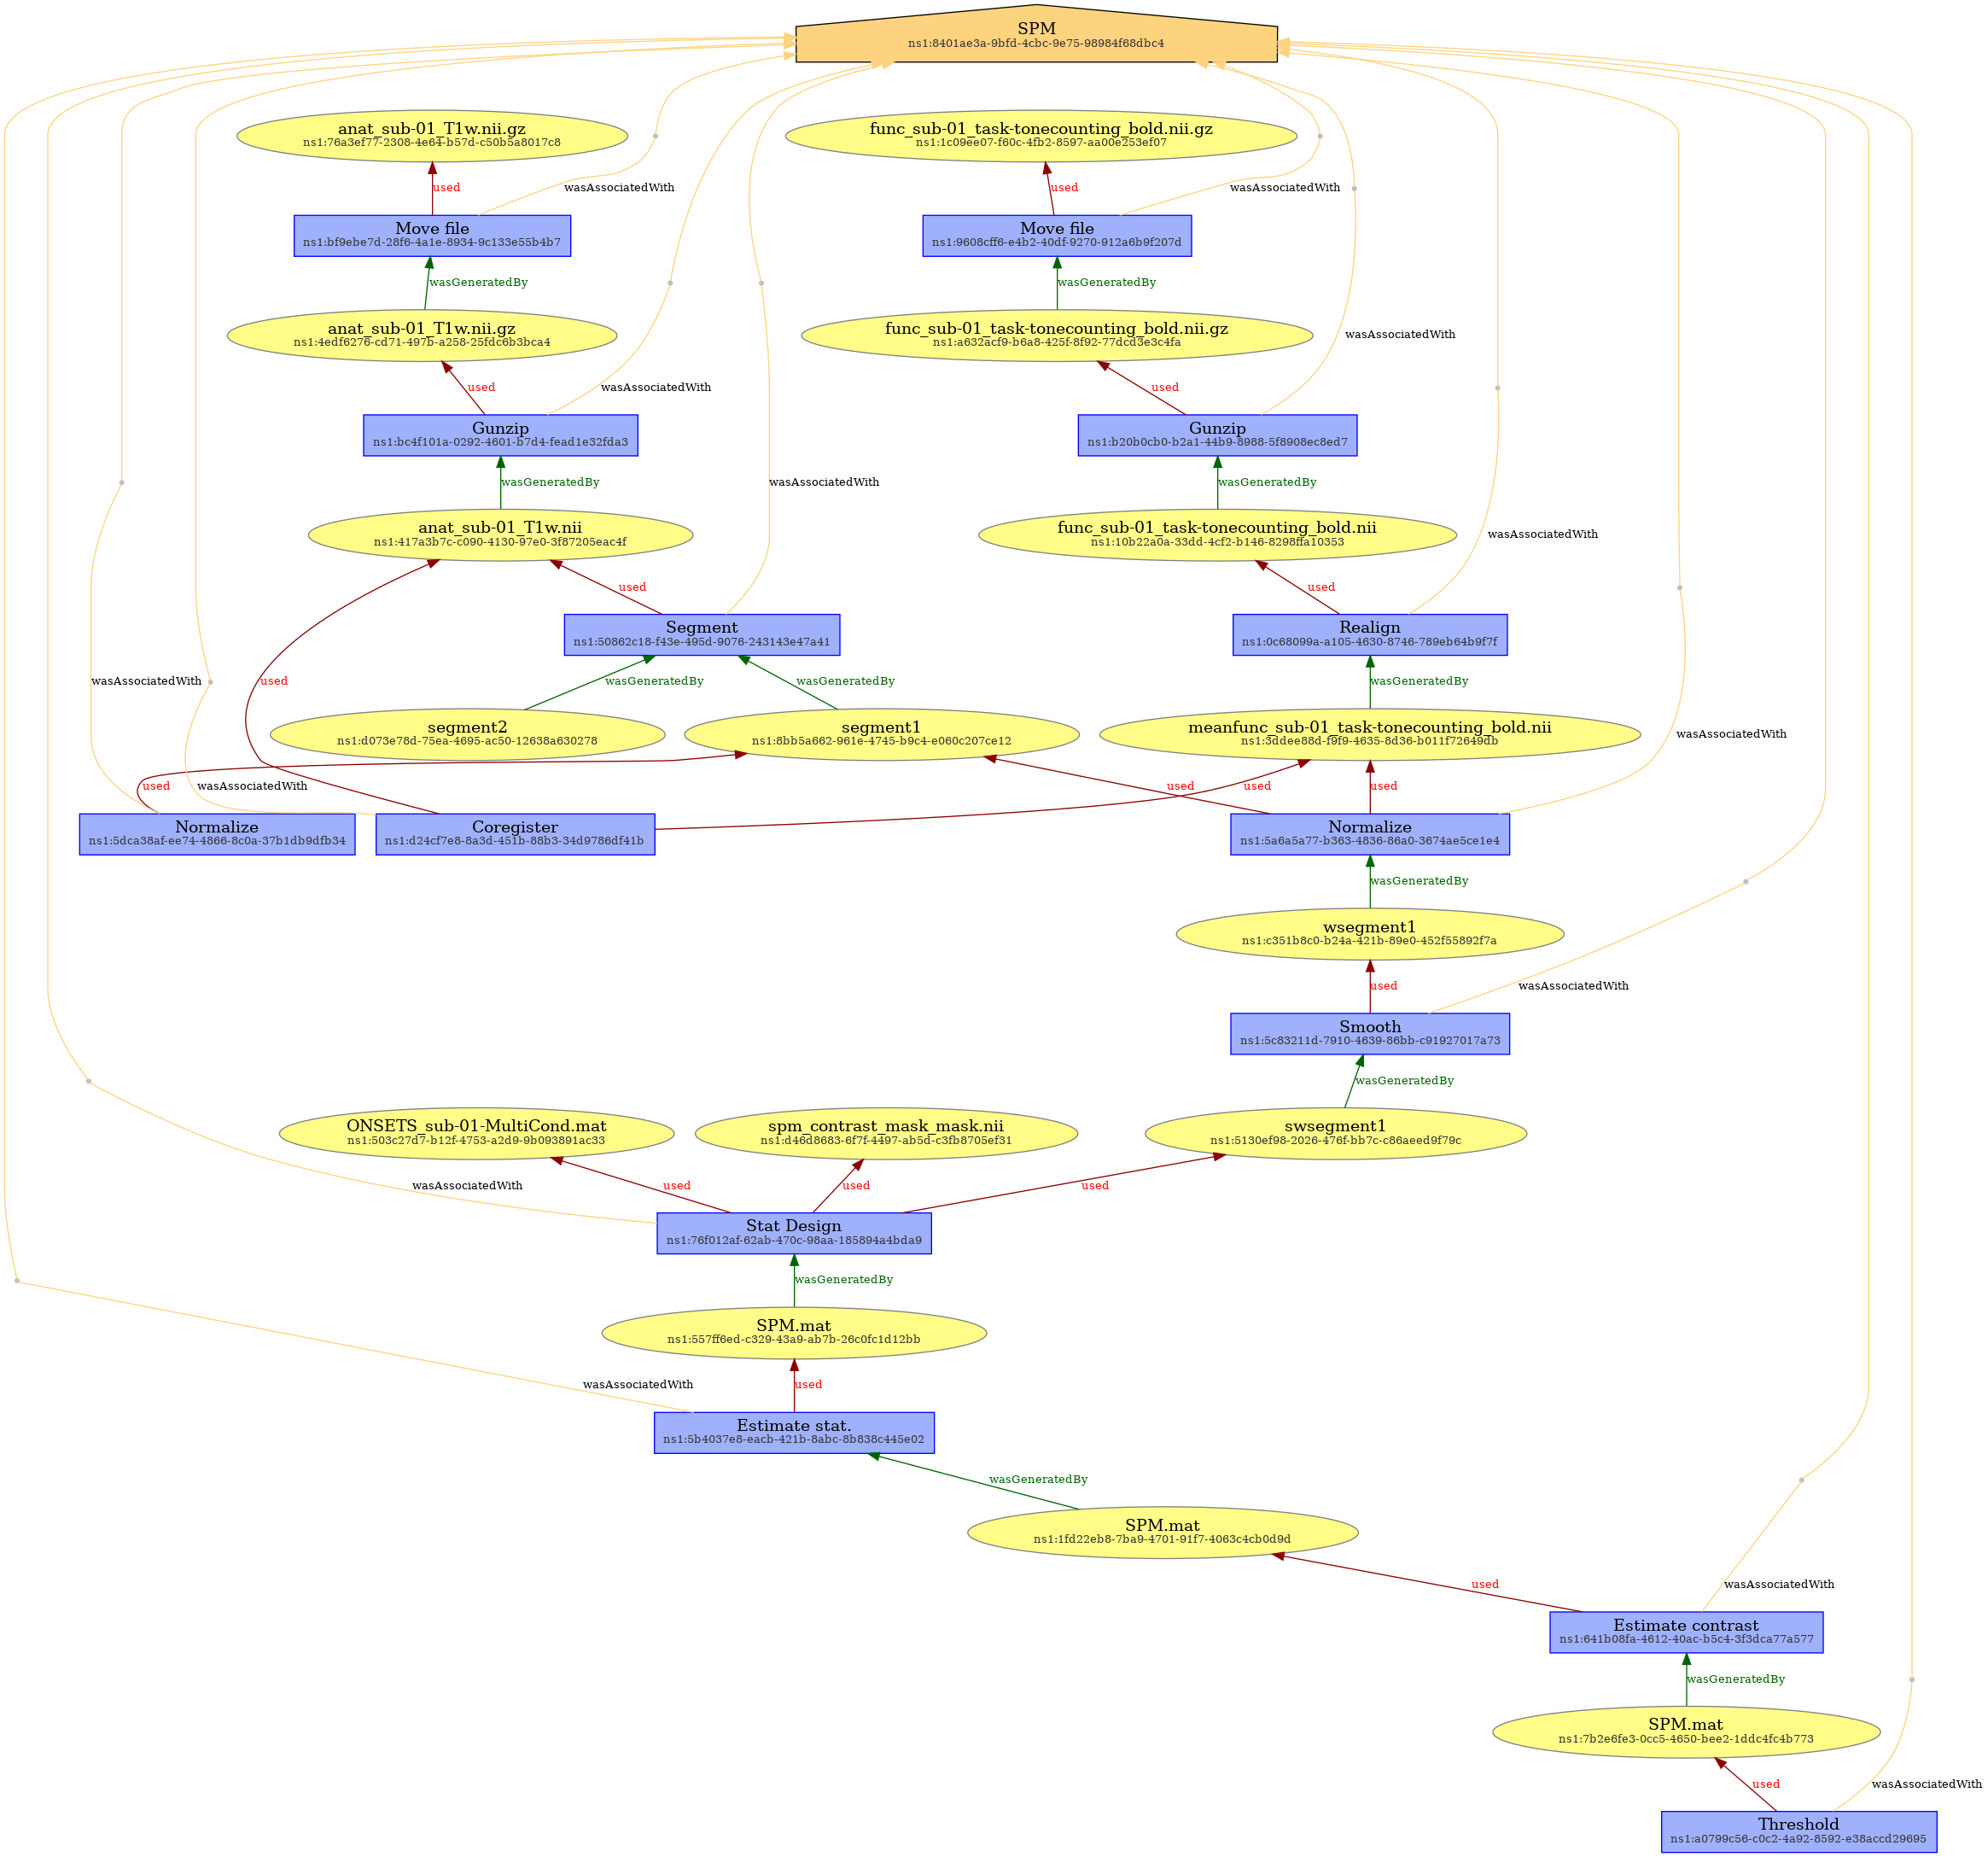 SPM
ns1:8401ae3a-9bfd-4cbc-9e75-98984f68dbc4
anat_sub-01_T1w.nii.gz
ns1:76a3ef77-2308-4e64-b57d-c50b5a8017c8
func_sub-01_task-tonecounting_bold.nii.gz
ns1:1c09ee07-f60c-4fb2-8597-aa00e253ef07
used
wasAssociatedWith
used
wasAssociatedWith
Move file
ns1:bf9ebe7d-28f6-4a1e-8934-9c133e55b4b7
Move file
ns1:9608cff6-e4b2-40df-9270-912a6b9f207d
wasGeneratedBy
wasGeneratedBy
anat_sub-01_T1w.nii.gz
ns1:4edf6276-cd71-497b-a258-25fdc6b3bca4
func_sub-01_task-tonecounting_bold.nii.gz
ns1:a632acf9-b6a8-425f-8f92-77dcd3e3c4fa
wasAssociatedWith
used
wasAssociatedWith
used
Gunzip
ns1:bc4f101a-0292-4601-b7d4-fead1e32fda3
Gunzip
ns1:b20b0cb0-b2a1-44b9-8988-5f8908ec8ed7
wasGeneratedBy
wasAssociatedWith
wasGeneratedBy
anat_sub-01_T1w.nii
ns1:417a3b7c-c090-4130-97e0-3f87205eac4f
func_sub-01_task-tonecounting_bold.nii
ns1:10b22a0a-33dd-4cf2-b146-8298ffa10353
wasAssociatedWith
used
used
Segment
ns1:50862c18-f43e-495d-9076-243143e47a41
Realign
ns1:0c68099a-a105-4630-8746-789eb64b9f7f
wasAssociatedWith
used
wasGeneratedBy
wasGeneratedBy
wasGeneratedBy
segment2
ns1:d073e78d-75ea-4695-ac50-12638a630278
segment1
ns1:8bb5a662-961e-4745-b9c4-e060c207ce12
meanfunc_sub-01_task-tonecounting_bold.nii
ns1:3ddee88d-f9f9-4635-8d36-b011f72649db
wasAssociatedWith
used
wasAssociatedWith
used
used
used
Normalize
ns1:5dca38af-ee74-4866-8c0a-37b1db9dfb34
Coregister
ns1:d24cf7e8-8a3d-451b-88b3-34d9786df41b
Normalize
ns1:5a6a5a77-b363-4836-86a0-3674ae5ce1e4
wasGeneratedBy
wsegment1
ns1:c351b8c0-b24a-421b-89e0-452f55892f7a
used
wasAssociatedWith
Smooth
ns1:5c83211d-7910-4639-86bb-c91927017a73
wasGeneratedBy
ONSETS_sub-01-MultiCond.mat
ns1:503c27d7-b12f-4753-a2d9-9b093891ac33
spm_contrast_mask_mask.nii
ns1:d46d8683-6f7f-4497-ab5d-c3fb8705ef31
swsegment1
ns1:5130ef98-2026-476f-bb7c-c86aeed9f79c
wasAssociatedWith
used
used
used
Stat Design
ns1:76f012af-62ab-470c-98aa-185894a4bda9
wasGeneratedBy
SPM.mat
ns1:557ff6ed-c329-43a9-ab7b-26c0fc1d12bb
wasAssociatedWith
used
Estimate stat.
ns1:5b4037e8-eacb-421b-8abc-8b838c445e02
wasGeneratedBy
SPM.mat
ns1:1fd22eb8-7ba9-4701-91f7-4063c4cb0d9d
used
wasAssociatedWith
Estimate contrast
ns1:641b08fa-4612-40ac-b5c4-3f3dca77a577
wasGeneratedBy
SPM.mat
ns1:7b2e6fe3-0cc5-4650-bee2-1ddc4fc4b773
used
wasAssociatedWith
Threshold
ns1:a0799c56-c0c2-4a92-8592-e38accd29695